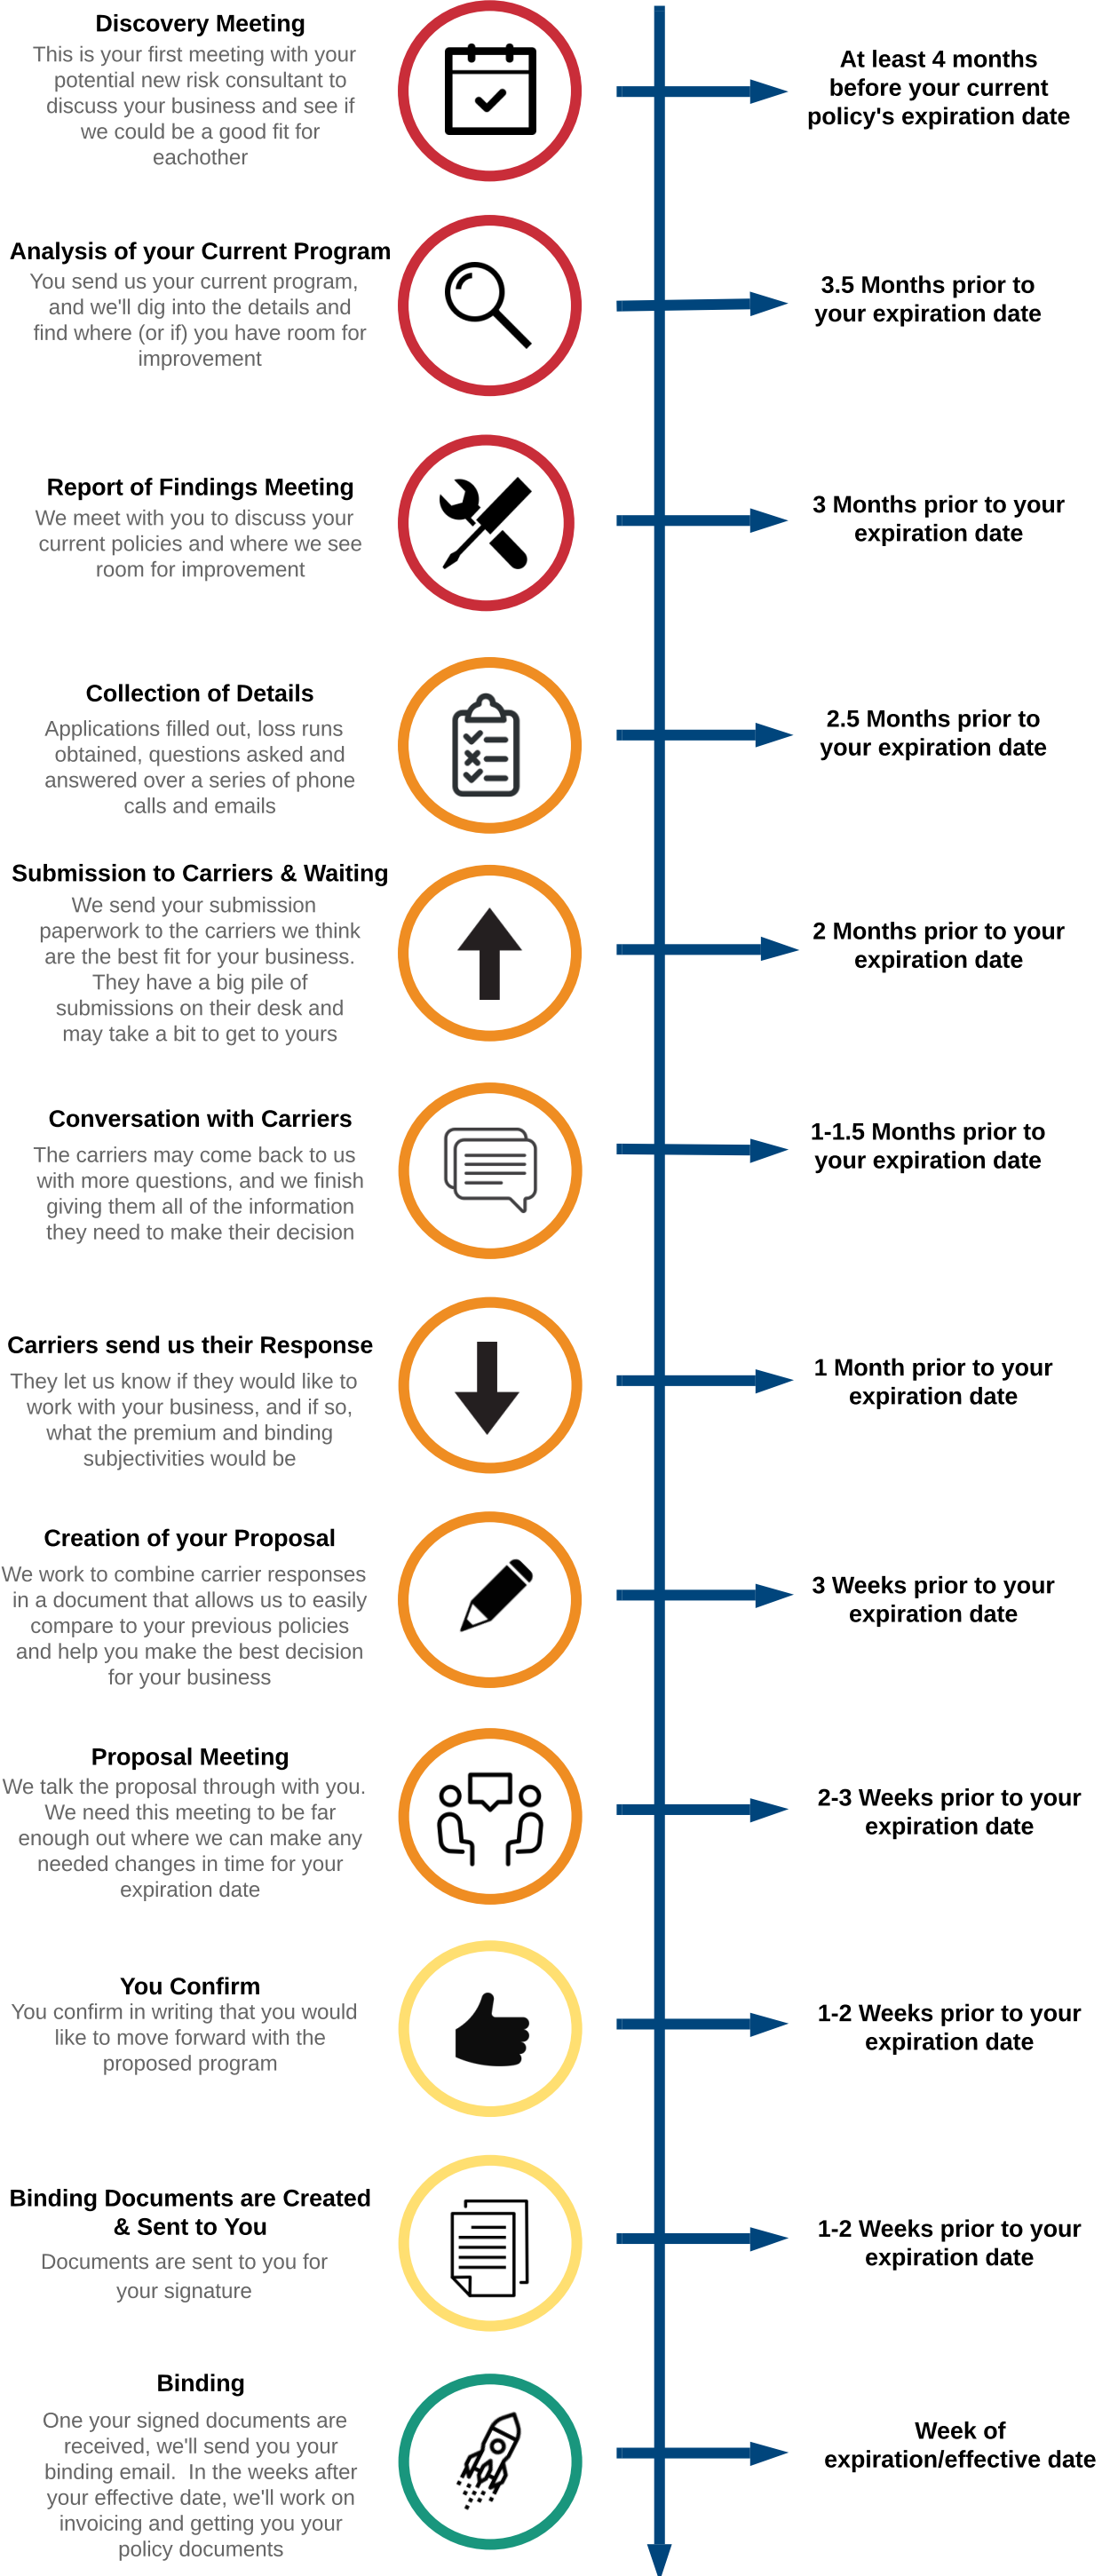 Discovery Meeting
This is your first meeting with your
potential new risk consultant to
discuss your business and see if
we could be a good fit for
eachother
At least 4 months
before your current
policy's expiration date
Analysis of your Current Program
You send us your current program,
and we'll dig into the details and
find where (or if) you have room for
improvement
3.5 Months prior to
your expiration date
Report of Findings Meeting
We meet with you to discuss your
current policies and where we see
room for improvement
3 Months prior to your
expiration date
Collection of Details
Applications filled out, loss runs
obtained, questions asked and
answered over a series of phone
calls and emails
2.5 Months prior to
your expiration date
Submission to Carriers & Waiting
We send your submission
paperwork to the carriers we think
are the best fit for your business.
They have a big pile of
submissions on their desk and
may take a bit to get to yours
2 Months prior to your
expiration date
Conversation with Carriers
The carriers may come back to us
with more questions, and we finish
giving them all of the information
they need to make their decision
1-1.5 Months prior to
your expiration date
Carriers send us their Response
They let us know if they would like to
work with your business, and if so,
what the premium and binding
subjectivities would be
1 Month prior to your
expiration date
Creation of your Proposal
We work to combine carrier responses
in a document that allows us to easily
compare to your previous policies
and help you make the best decision
for your business
3 Weeks prior to your
expiration date
Proposal Meeting
We talk the proposal through with you.
We need this meeting to be far
enough out where we can make any
needed changes in time for your
expiration date
2-3 Weeks prior to your
expiration date
You Confirm
You confirm in writing that you would
like to move forward with the
proposed program
1-2 Weeks prior to your
expiration date
Binding Documents are Created
& Sent to You
Documents are sent to you for
your signature
1-2 Weeks prior to your
expiration date
Binding
One your signed documents are
received, we'll send you your
binding email.  In the weeks after
your effective date, we'll work on
invoicing and getting you your
policy documents
Week of
expiration/effective date